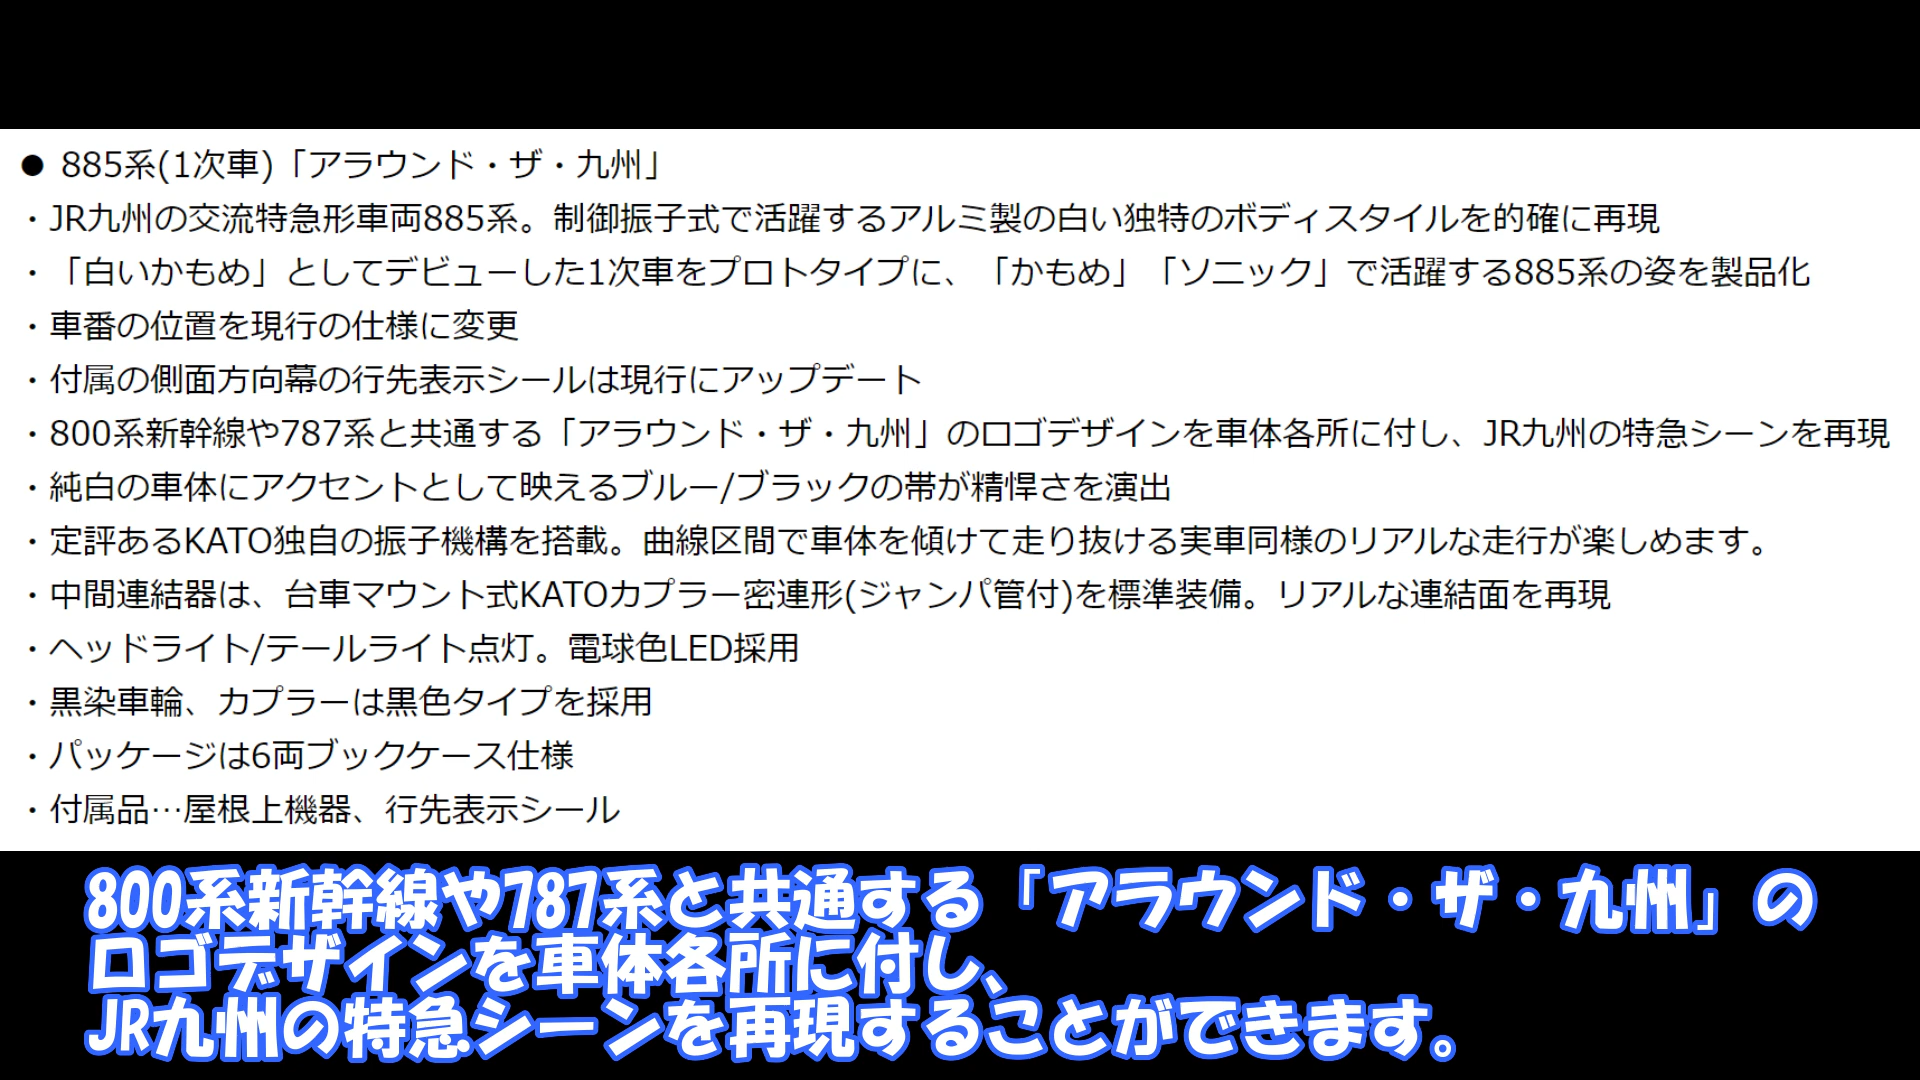 ● 885系(1次車)「アラウンド・ザ・九州」
・JR九州の交流特急形車両885系。制御振子式で活躍するアルミ製の白い独特のボディスタイルを的確に再現
・「白いかもめ」としてデビューした1次車をプロトタイプに、「かもめ」「ソニック」で活躍する885系の姿を製品化
・車番の位置を現行の仕様に変更
・付属の側面方向幕の行先表示シールは現行にアップデート
・800系新幹線や787系と共通する「アラウンド・ザ・九州」のロゴデザインを車体各所に付し、JR九州の特急シーンを再現
・純白の車体にアクセントとして映えるブルー/ブラックの帯が精悍さを演出
・定評あるKATO独自の振子機構を搭載。曲線区間で車体を傾けて走り抜ける実車同様のリアルな走行が楽しめます。
・中間連結器は、台車マウント式KATOカプラー密連形(ジャンパ管付)を標準装備。リアルな連結面を再現
・ヘッドライト/テールライト点灯。電球色LED採用
・黒染車輪、カプラーは黒色タイプを採用
・パッケージは6両ブックケース仕様
・付属品…屋根上機器、行先表示シール
800系新幹線や787系と共通する「アラウンド・ザ・九州」の
ロゴデザインを車体各所に付し、
JR九州の特急シーンを再現することができます。